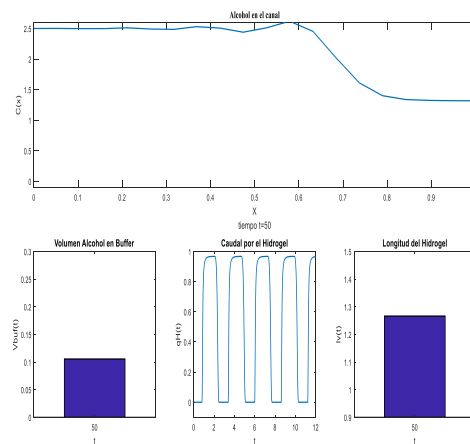 Alcohol en el canal
2.5
2
1.5
1
0.5
0
C(x)
0 0.1 0.2 0.3 0.4 0.5 0.6 0.7 0.8 0.9
X
tiempo t=50
Volumen Alcohol en Buffer
0.3
0.25
0.2
0.15
0.1
0.05
0
Vbuf(t)
50
t
Caudal por el Hidrogel
1
0.8
0.6
0.4
0.2
0
qH(t)
0 2 4 6 8 10 12
t
Longitud del Hidrogel
1.5
1.4
1.3
1.2
1.1
1
0.9
lv(t)
50
t